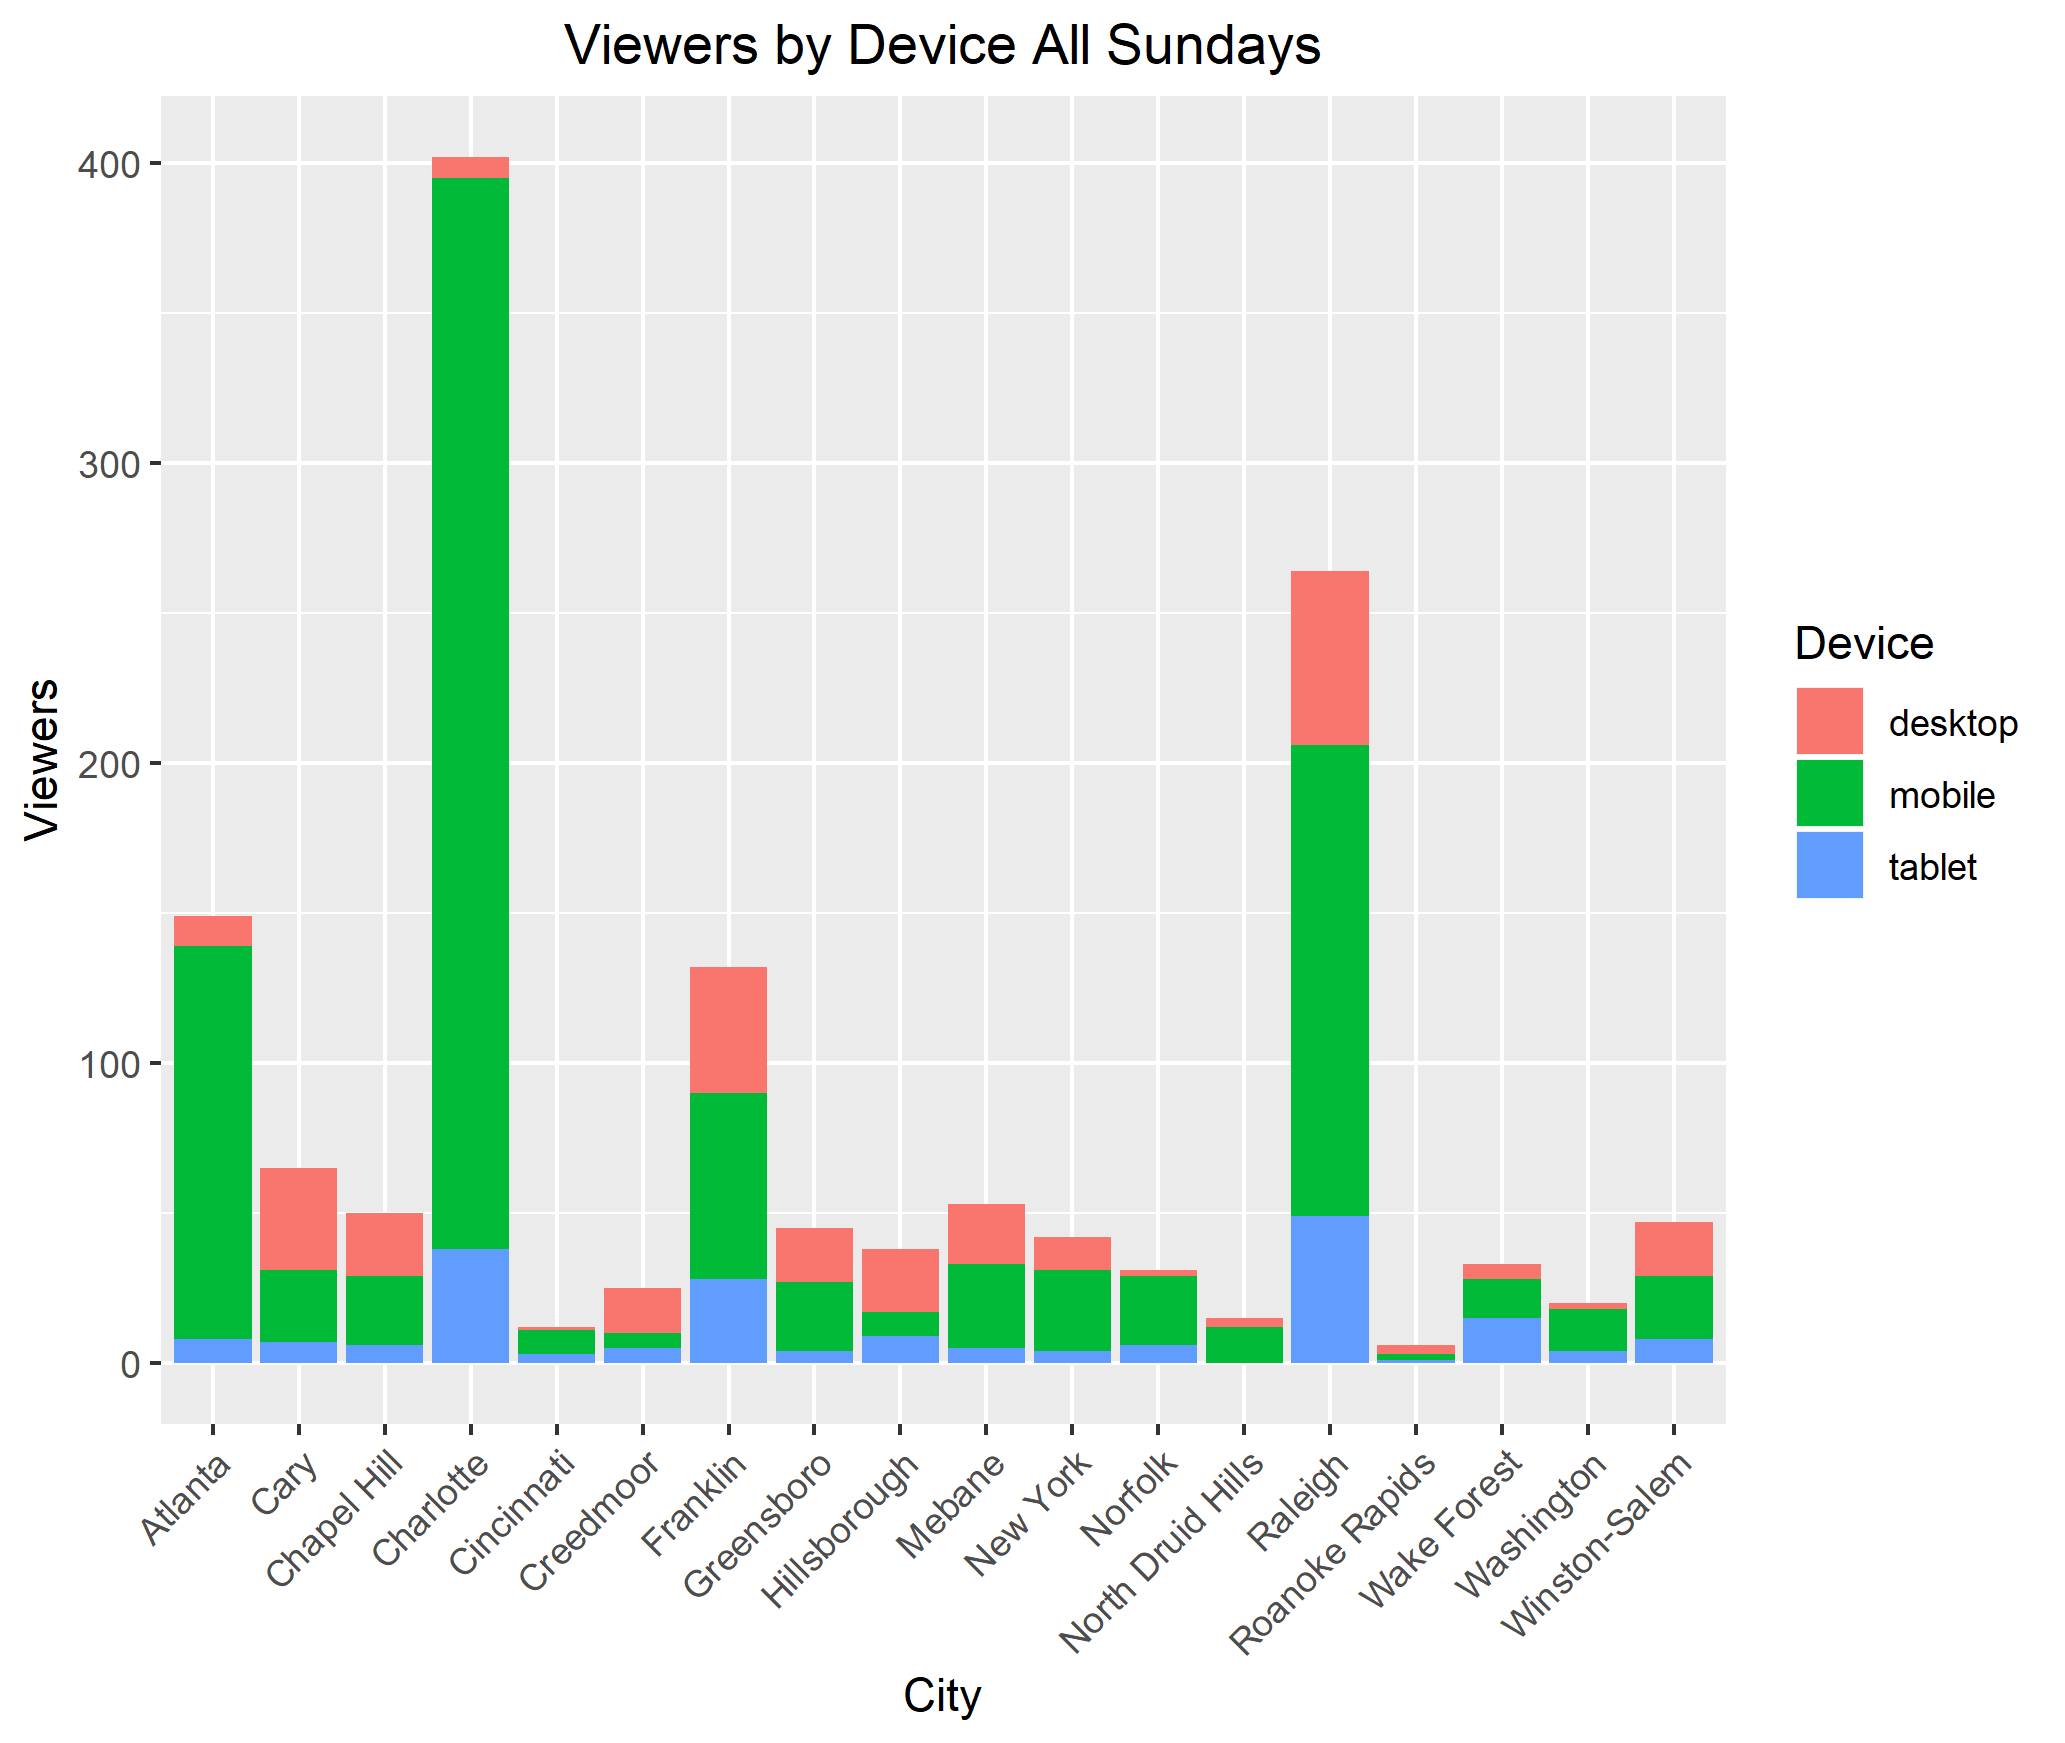 Viewers by Device All Sundays
Viewers
400
300
200
100
0
Atlanta
Cary
Chapel Hill
Charlotte
Cincinnati
Creedmoor
Franklin
Greensboro
Hillsborough
Mebane
New York
Norfolk
North Druid Hills
Raleigh
Roanoke Rapids
Wake Forest
Washington
Winston-Salem
City
Device
desktop
mobile
tablet